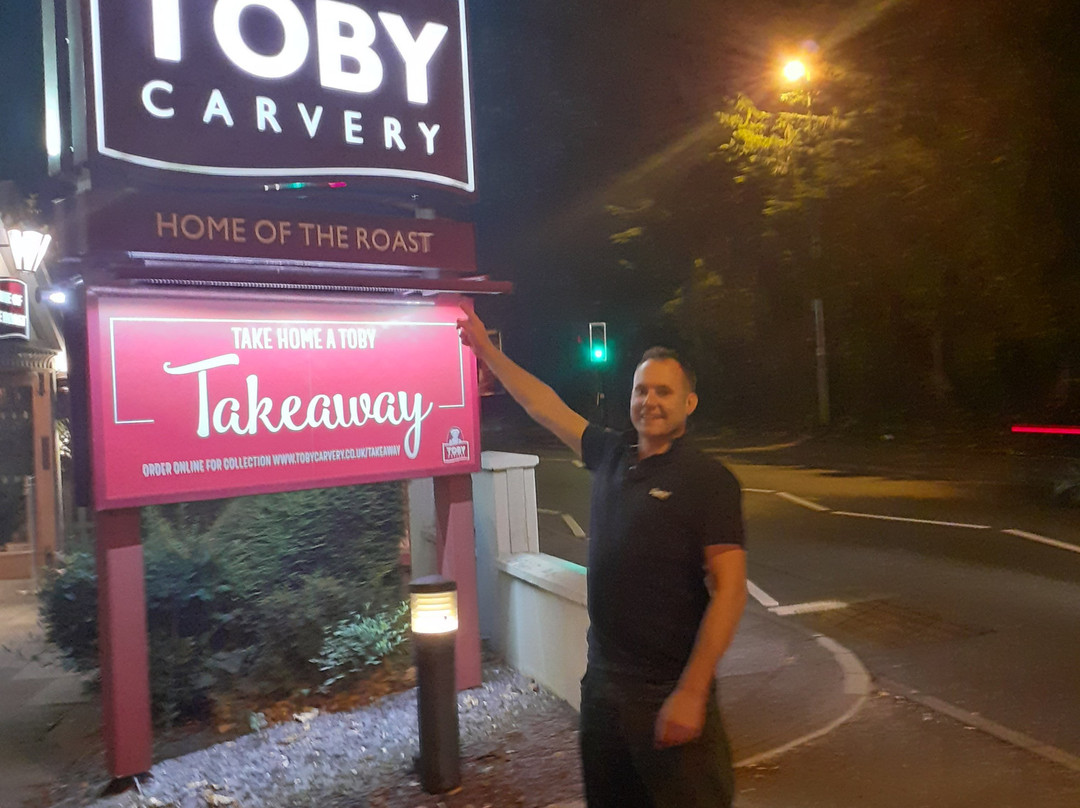 TOBY
CARVERY
HOME OF THE ROAST
TAKE HOME A TOBY
Takeaway
ORDER ONLINE FOR COLLECTION WWW.TOBYCARVERY.CO.UK/TAKEAWAY
TOBY